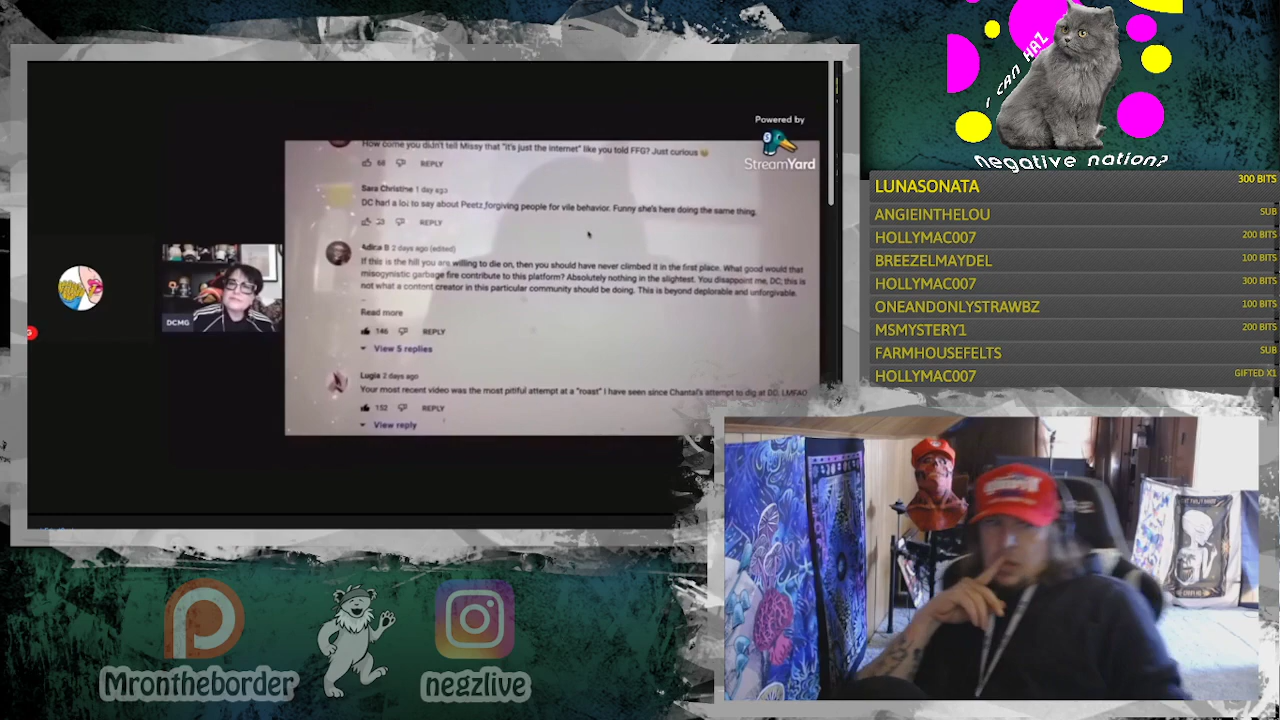 Powered by
StreamYard
How come you didn't tell Missy that "it's just the internet" like you told FFG? Just curious
68 REPLY
Sara Christine 1 day ago
DC had a lot to say about Peetz forgiving people for vile behavior. Funny she's here doing the same thing.
REPLY
Adica B 2 days ago (edited)
If this is the hill you are willing to die on, then you should have never climbed it in the first place. What good would that
misogynistic garbage fire contribute to this platform? Absolutely nothing in the slightest. You disappoint me, DC; this is
not what a content creator in this particular community should be doing. This is beyond deplorable and unforgivable.
Read more
146 REPLY
View 5 replies
Lugia 2 days ago
Your most recent video was the most pitiful attempt at a "roast" I have seen since Chantal's attempt to dig at DD. LMFAO
152 REPLY
View reply
DCMG
I CAN HAZ
negative nation?
LUNASONATA 300 BITS
ANGIEINTHELOU SUB
HOLLYMAC007 200 BITS
BREEZELMAYDEL 100 BITS
HOLLYMAC007 300 BITS
ONEANDONLYSTRAWBZ 100 BITS
MSMYSTERY1 200 BITS
FARMHOUSEFELTS SUB
HOLLYMAC007 GIFTED X1
Mrontheborder
negzlive